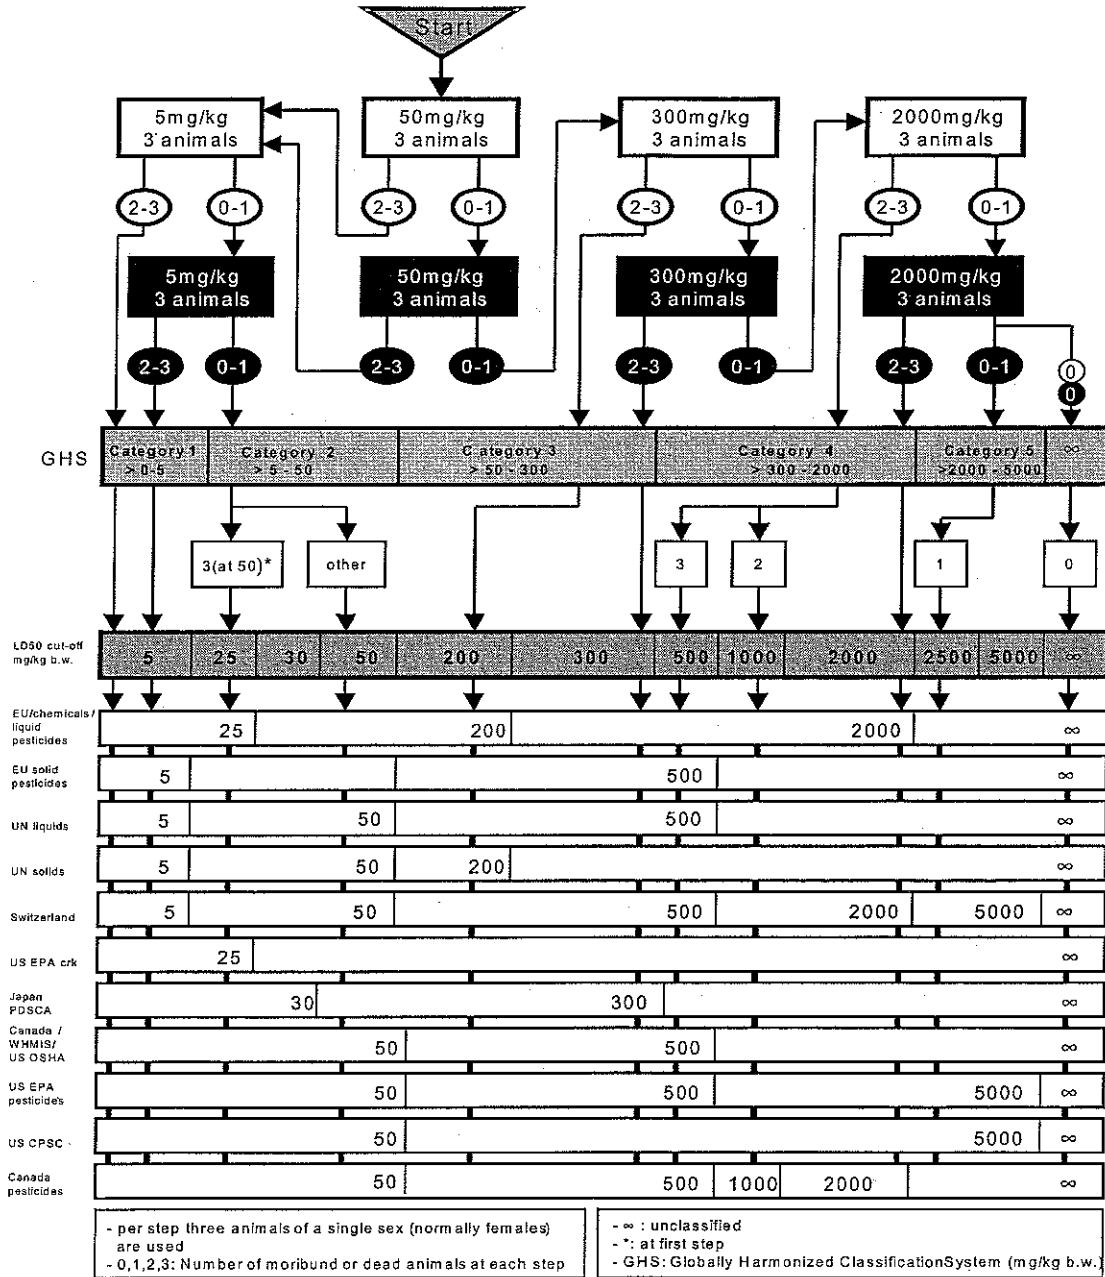 Start
5mg/kg
3 animals
50mg/kg
3 animals
300mg/kg
3 animals
2000mg/kg
3 animals
2-3
0-1
2-3
0-1
2-3
0-1
2-3
0-1
5mg/kg
3 animals
50mg/kg
3 animals
300mg/kg
3 animals
2000mg/kg
3 animals
2-3
0-1
2-3
0-1
2-3
0-1
2-3
0-1
0
0
GHS
Category 1
> 0-5
Category 2
> 5 - 50
Category 3
> 50 - 300
Category 4
> 300 - 2000
Category 5
>2000 - 5000
∞
3(at 50)*
other
3
2
1
0
LD50 cut-off
mg/kg b.w.
5
25
30
50
200
300
500
1000
2000
2500
5000
∞
EU/chemicals/
liquid
pesticides
25
200
2000
∞
EU solid
pesticides
5
500
∞
UN liquids
5
50
500
∞
UN solids
5
50
200
∞
Switzerland
5
50
500
2000
5000
∞
US EPA crk
25
∞
Japan
PDSCA
30
300
∞
Canada /
WHMIS/
US OSHA
50
500
∞
US EPA
pesticides
50
500
5000
∞
US CPSC
50
5000
∞
Canada
pesticides
50
500
1000
2000
∞
- per step three animals of a single sex (normally females)
are used
- 0,1,2,3: Number of moribund or dead animals at each step
- ∞ : unclassified
- *: at first step
- GHS: Globally Harmonized ClassificationSystem (mg/kg b.w.)